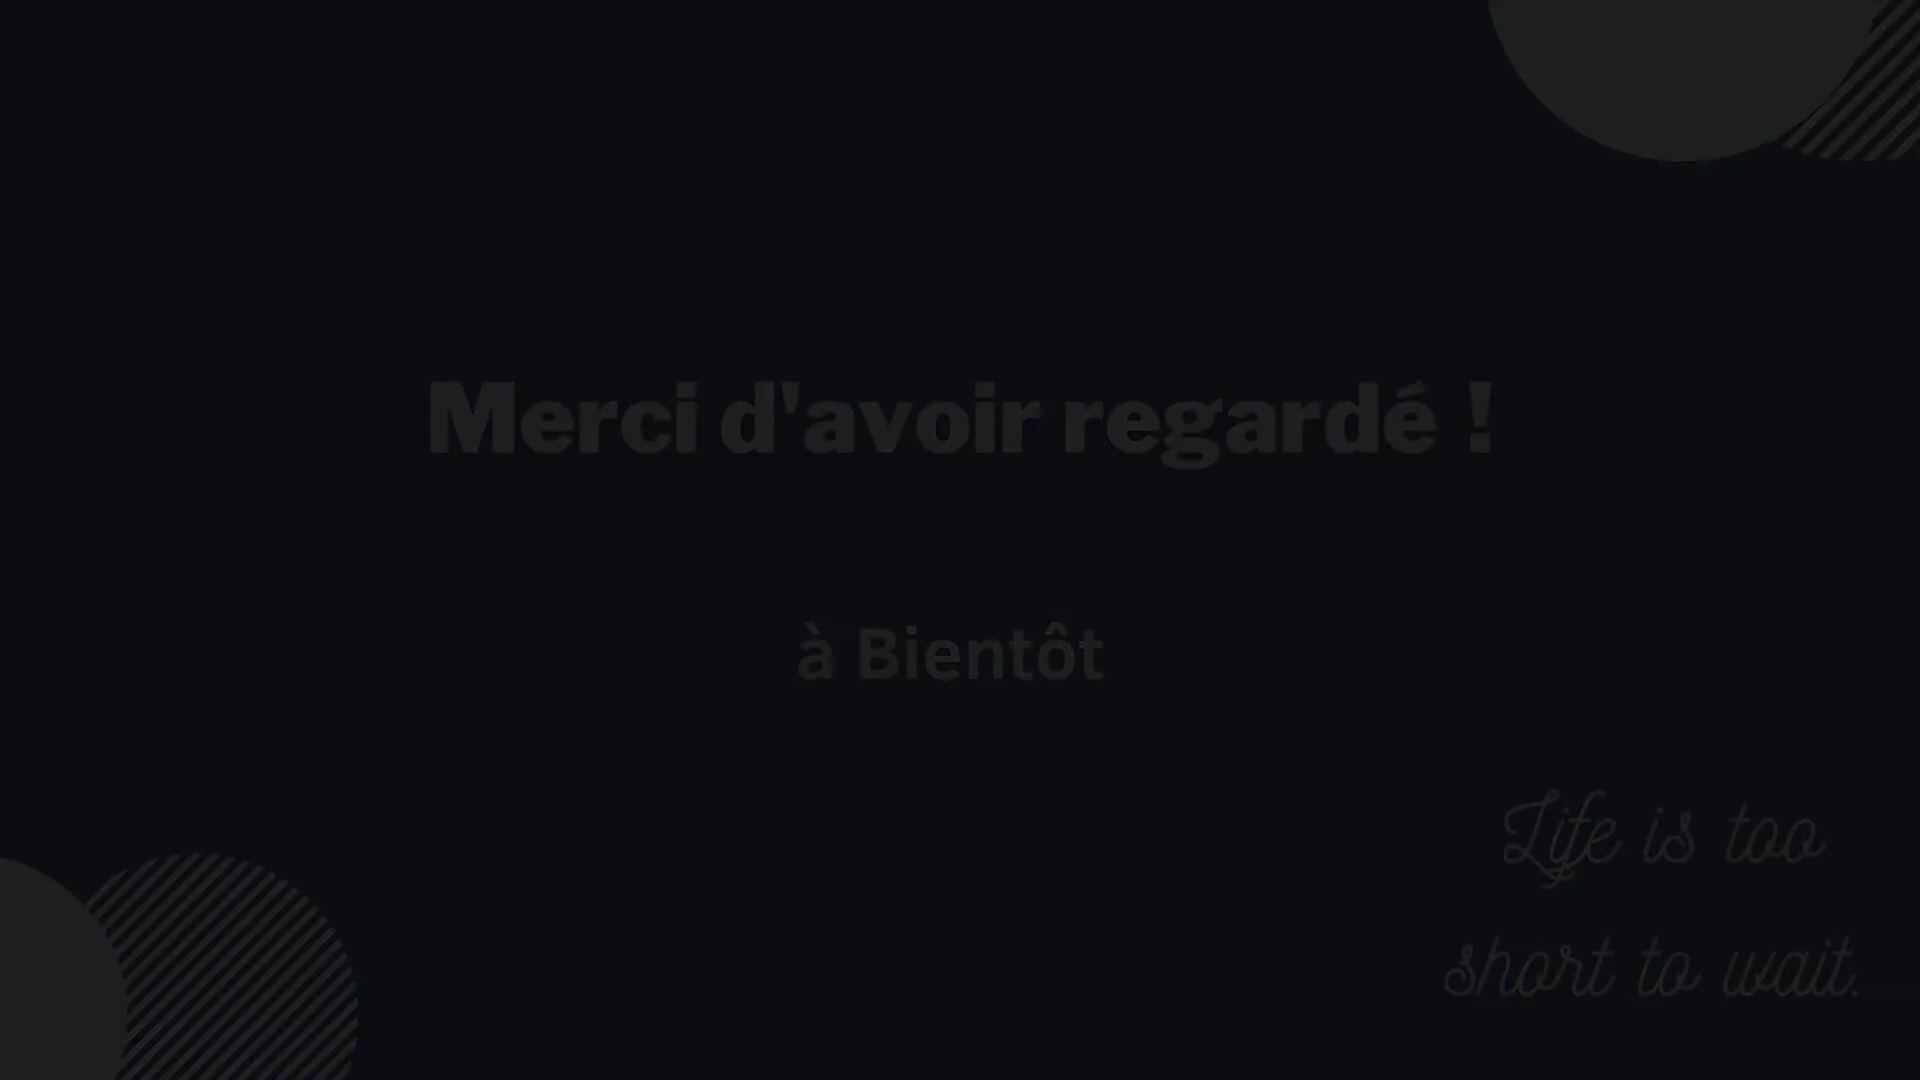 Merci d'avoir regardé !
à Bientôt
Life is too
short to wait.